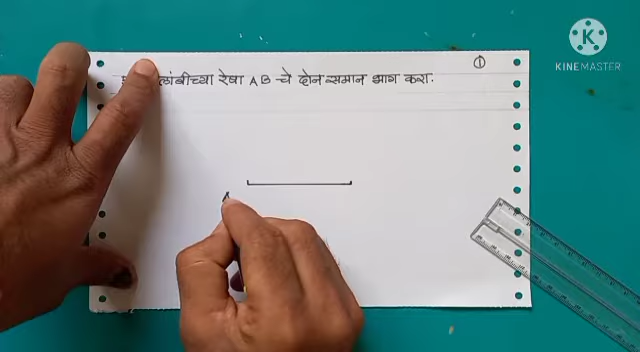 ①
लांबीच्या रेषा AB चे दोन समान भाग करा.
K
KINEMASTER